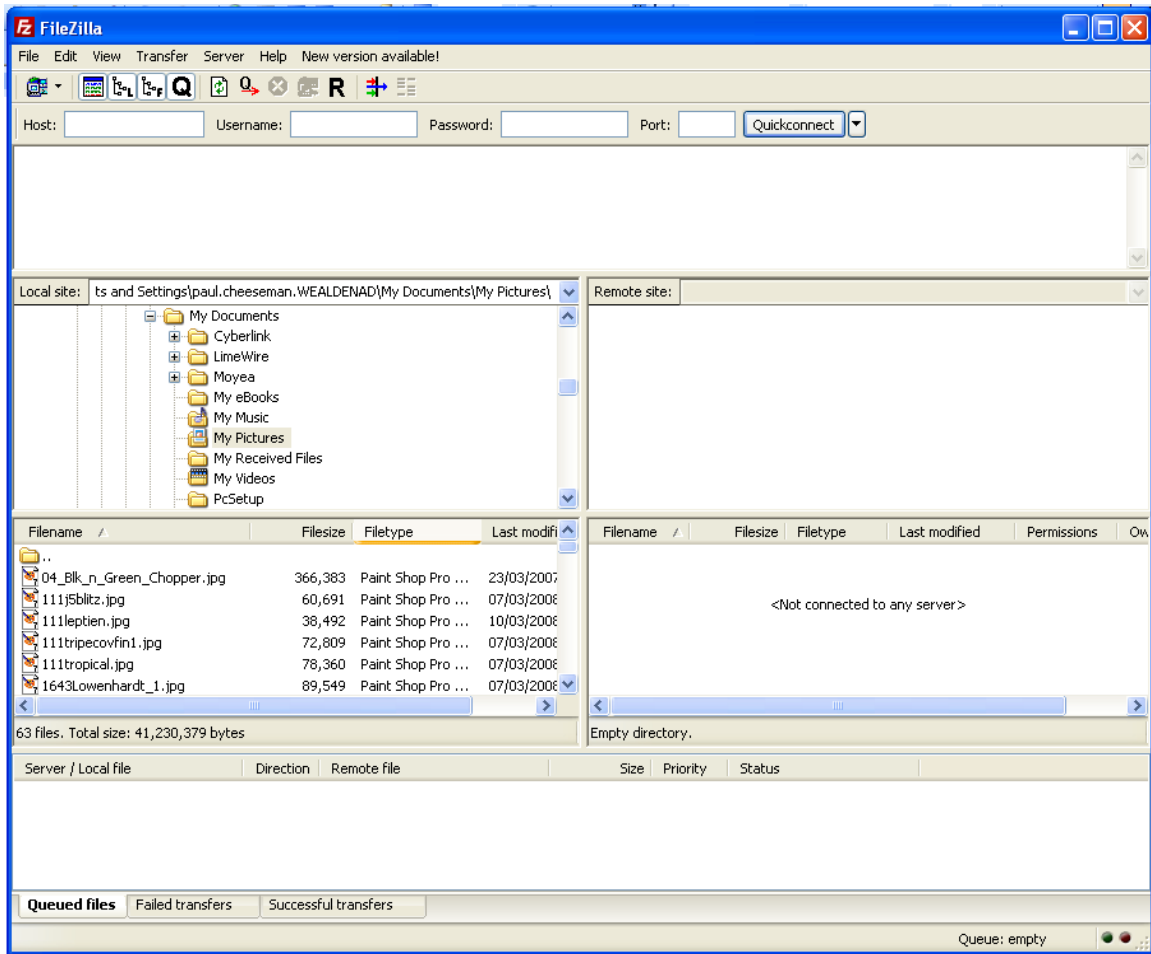 FileZilla
File Edit View Transfer Server Help New version available!
L F Q Q R
Host: Username: Password: Port: Quickconnect
Local site: ts and Settings\paul.cheeseman.WEALDENAD\My Documents\My Pictures\
My Documents
Cyberlink
LimeWire
Moyea
My eBooks
My Music
My Pictures
My Received Files
My Videos
PcSetup
Remote site:
Filename Filesize Filetype Last modifi
..
04_Blk_n_Green_Chopper.jpg 366,383 Paint Shop Pro ... 23/03/2007
111j5blitz.jpg 60,691 Paint Shop Pro ... 07/03/2008
111leptien.jpg 38,492 Paint Shop Pro ... 10/03/2008
111tripecovfin1.jpg 72,809 Paint Shop Pro ... 07/03/2008
111tropical.jpg 78,360 Paint Shop Pro ... 07/03/2008
1643Lowenhardt_1.jpg 89,549 Paint Shop Pro ... 07/03/2008
63 files. Total size: 41,230,379 bytes
Filename Filesize Filetype Last modified Permissions Ow
<Not connected to any server>
Empty directory.
Server / Local file Direction Remote file Size Priority Status
Queued files Failed transfers Successful transfers
Queue: empty